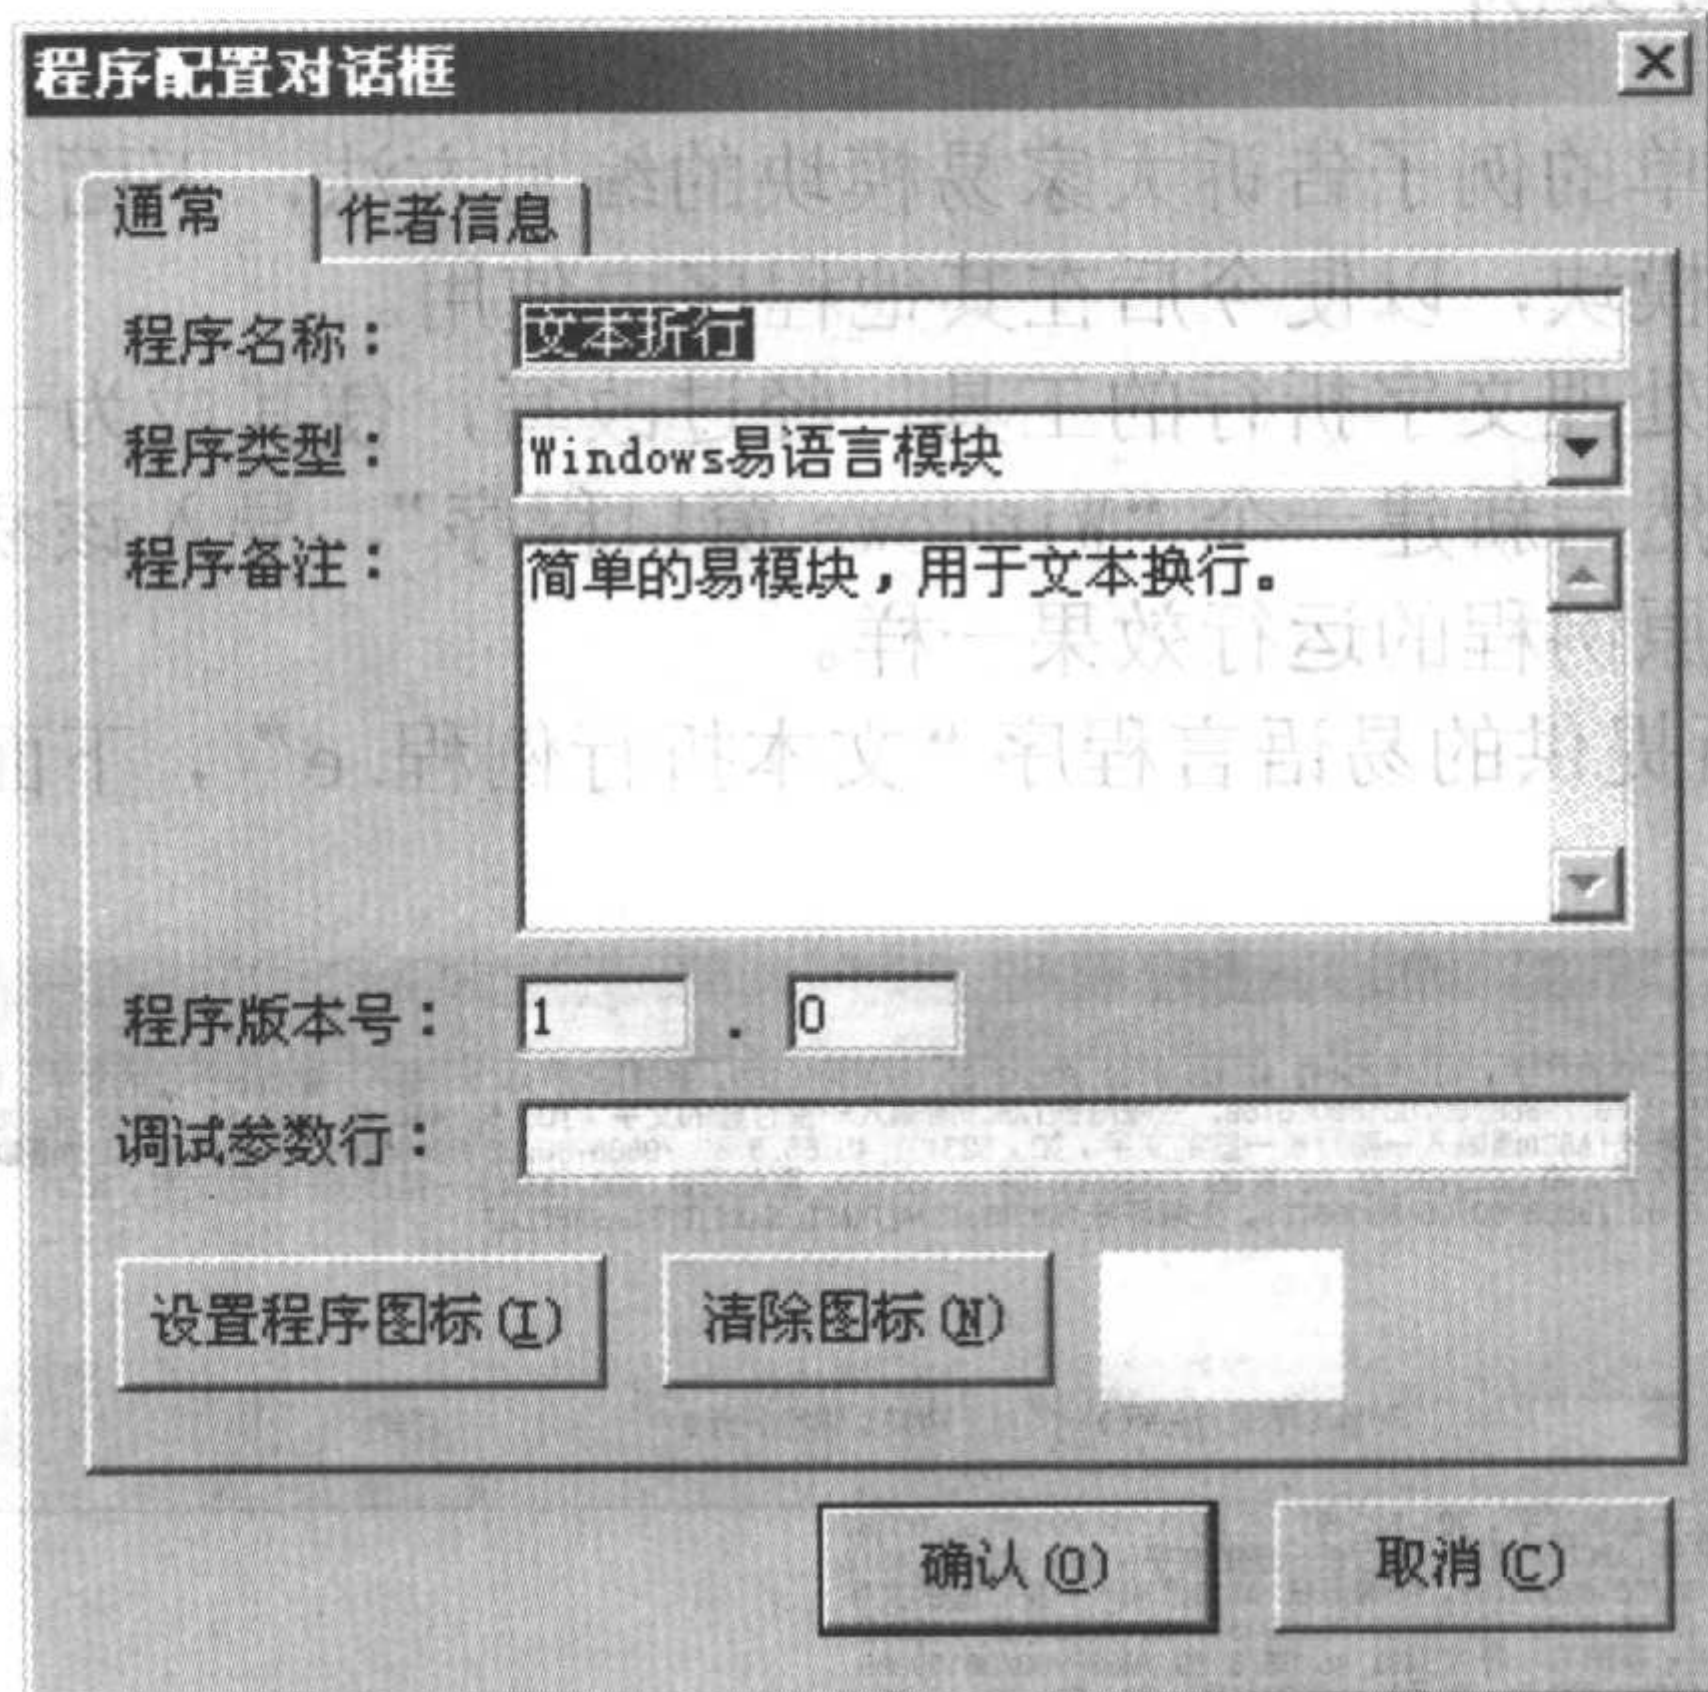 程序配置对话框
通常
作者信息
程序名称：
文本折行
程序类型：
Windows易语言模块
程序备注：
简单的易模块，用于文本换行。
程序版本号：
1 . 0
调试参数行：
设置程序图标(I)
清除图标(N)
确认(O)
取消(C)